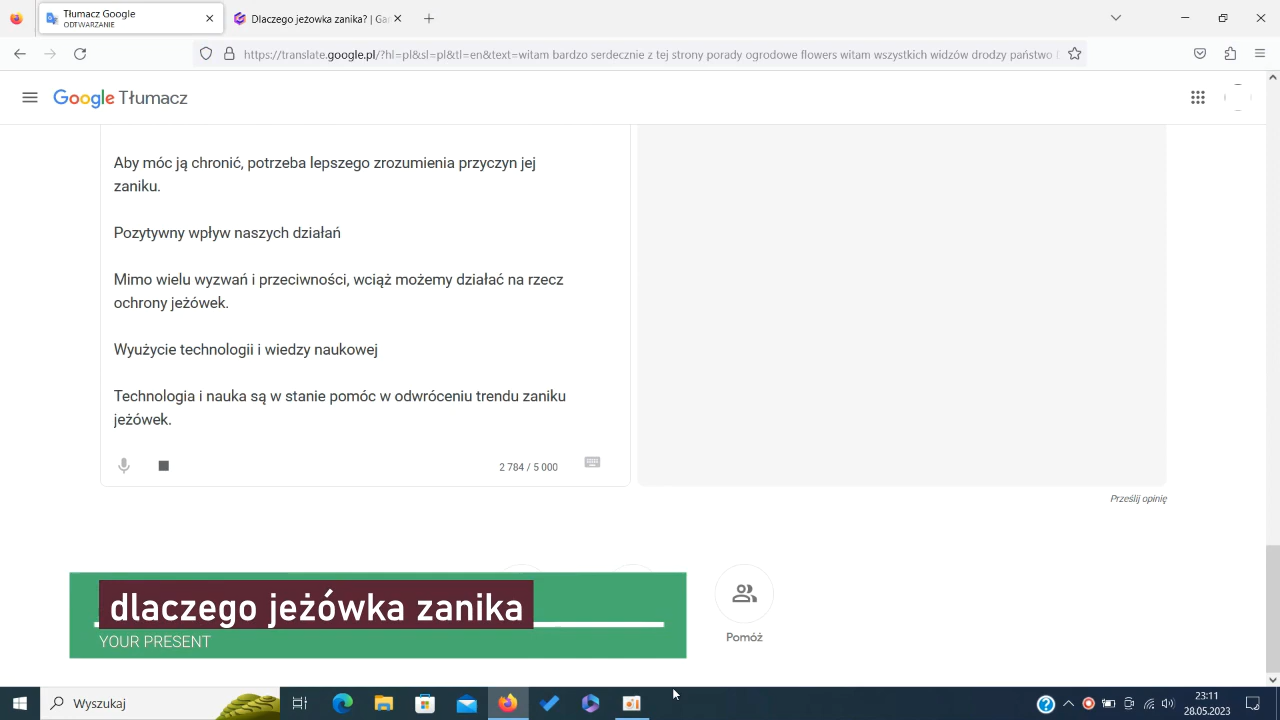 Tłumacz Google
ODTWARZANIE
Dlaczego jeżówka zanika? | Ga
https://translate.google.pl/?hl=pl&sl=pl&tl=en&text=witam bardzo serdecznie z tej strony porady ogrodowe flowers witam wszystkich widzów drodzy państwo
Google Tłumacz
Aby móc ją chronić, potrzeba lepszego zrozumienia przyczyn jej
zaniku.
Pozytywny wpływ naszych działań
Mimo wielu wyzwań i przeciwności, wciąż możemy działać na rzecz
ochrony jeżówek.
Wyużycie technologii i wiedzy naukowej
Technologia i nauka są w stanie pomóc w odwróceniu trendu zaniku
jeżówek.
2 784 / 5 000
Prześlij opinię
dlaczego jeżówka zanika
YOUR PRESENT
Pomóż
Wyszukaj
23:11
28.05.2023